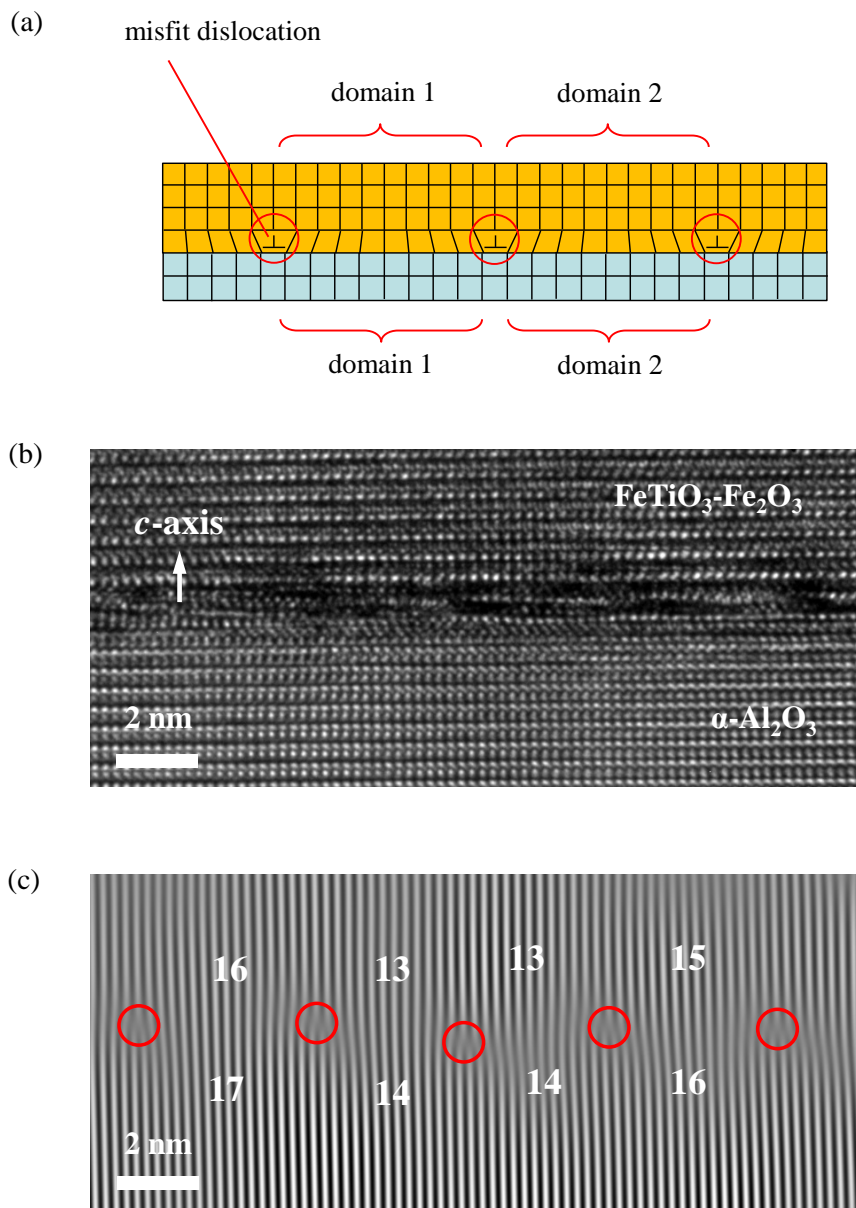 (a)
misfit dislocation
domain 1 domain 2
⊥ ⊥ ⊥
domain 1 domain 2
(b)
FeTiO₃-Fe₂O₃
c-axis
2 nm
α-Al₂O₃
(c)
16 13 13 15
17 14 14 16
2 nm